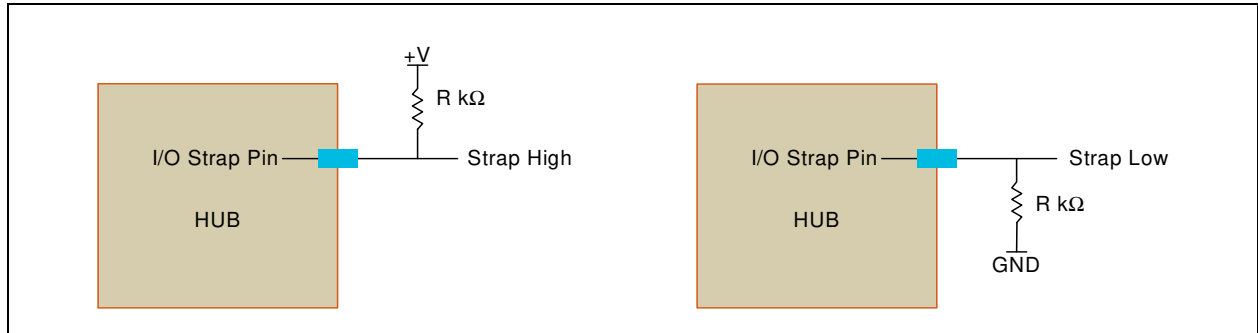 +V
R kΩ
I/O Strap Pin
Strap High
HUB
I/O Strap Pin
Strap Low
HUB
R kΩ
GND